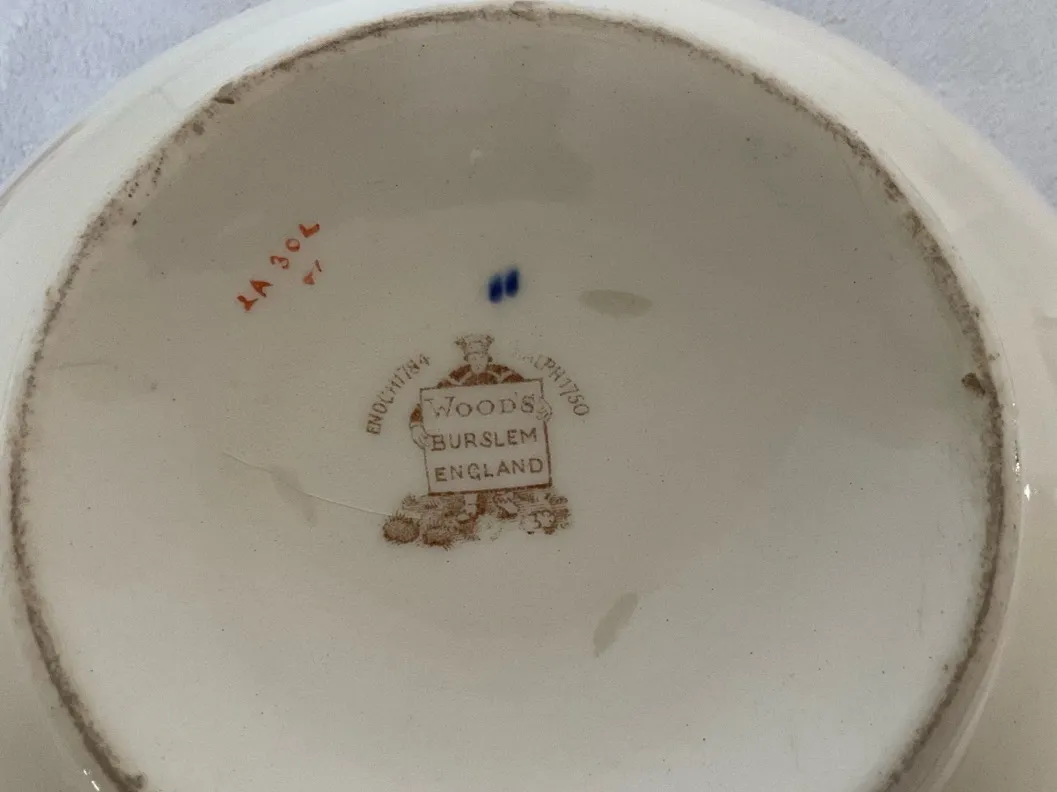 ENOCH 1784
RALPH 1750
WOOD'S
BURSLEM
ENGLAND